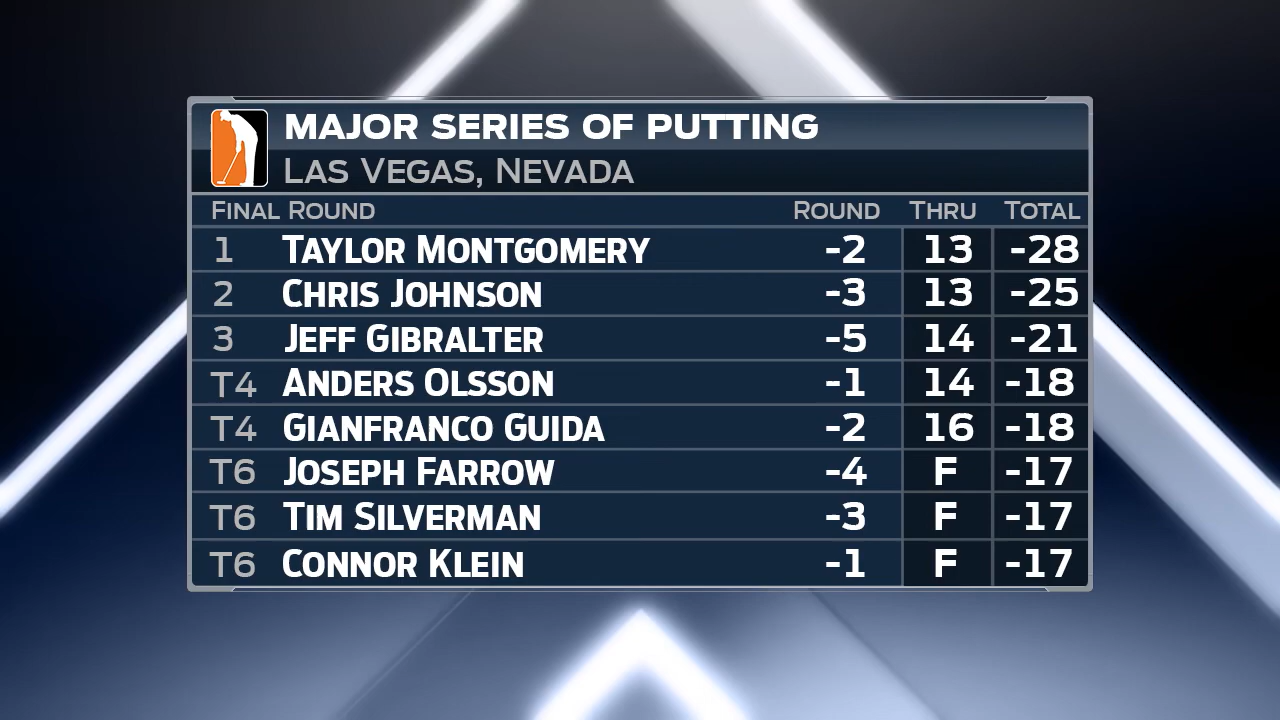 MAJOR SERIES OF PUTTING
LAS VEGAS, NEVADA
FINAL ROUND ROUND THRU TOTAL
1 TAYLOR MONTGOMERY -2 13 -28
2 CHRIS JOHNSON -3 13 -25
3 JEFF GIBRALTER -5 14 -21
T4 ANDERS OLSSON -1 14 -18
T4 GIANFRANCO GUIDA -2 16 -18
T6 JOSEPH FARROW -4 F -17
T6 TIM SILVERMAN -3 F -17
T6 CONNOR KLEIN -1 F -17